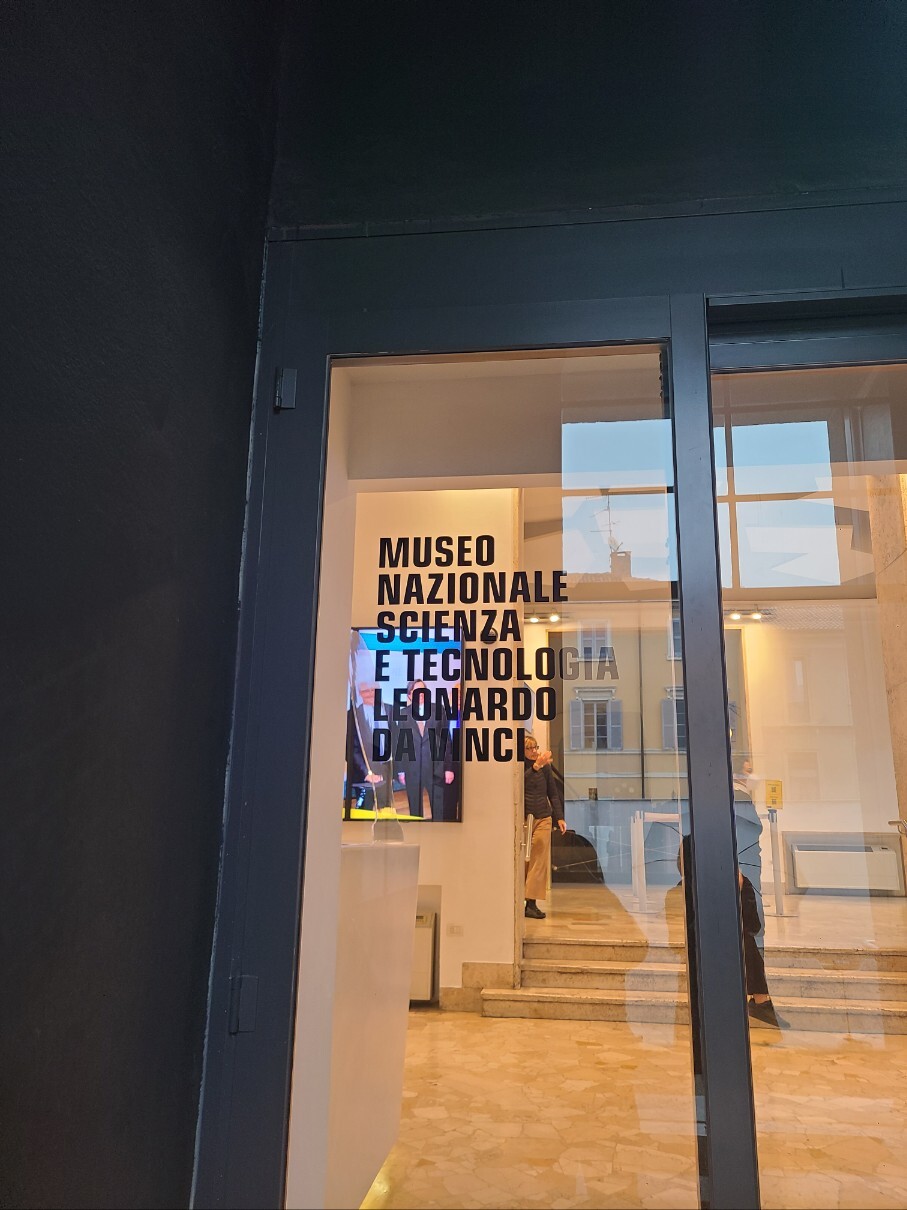 MUSEO
NAZIONALE
SCIENZA
E TECNOLOGIA
LEONARDO
DA VINCI